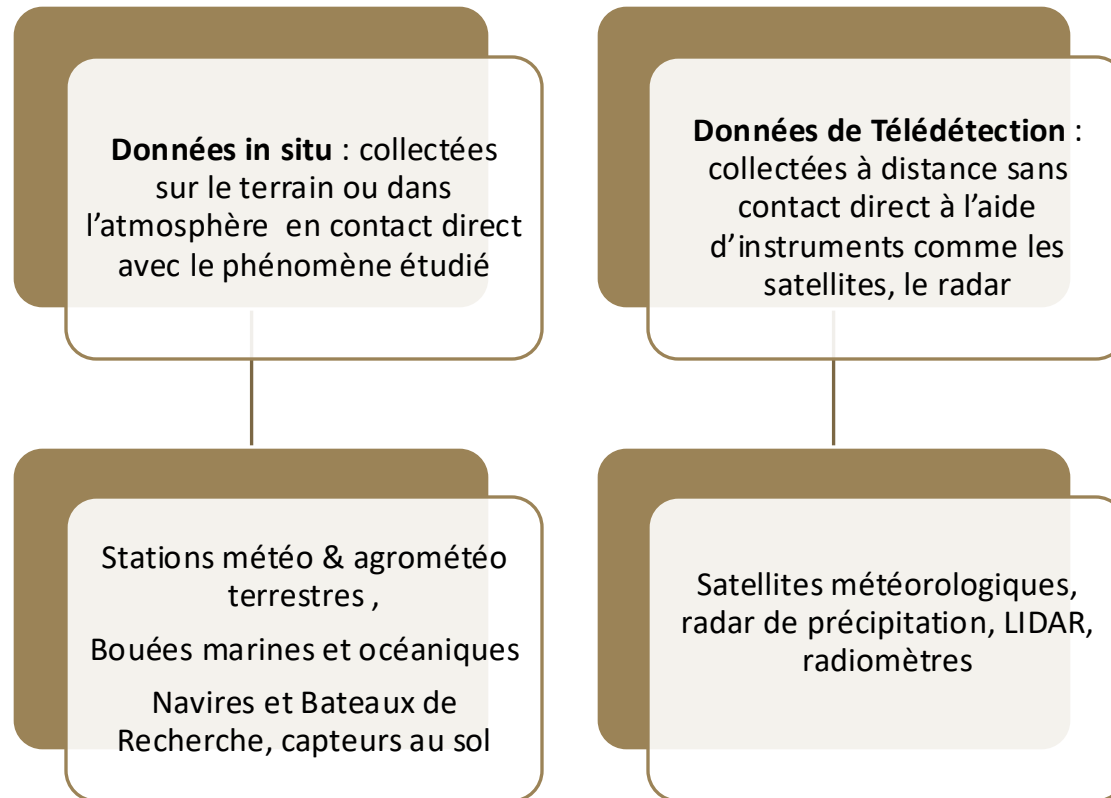 Données in situ : collectées
sur le terrain ou dans
l’atmosphère  en contact direct
avec le phénomène étudié
Stations météo & agrométéo
terrestres ,
Bouées marines et océaniques
Navires et Bateaux de
Recherche, capteurs au sol
Données de Télédétection :
collectées à distance sans
contact direct à l’aide
d’instruments comme les
satellites, le radar
Satellites météorologiques,
radar de précipitation, LIDAR,
radiomètres